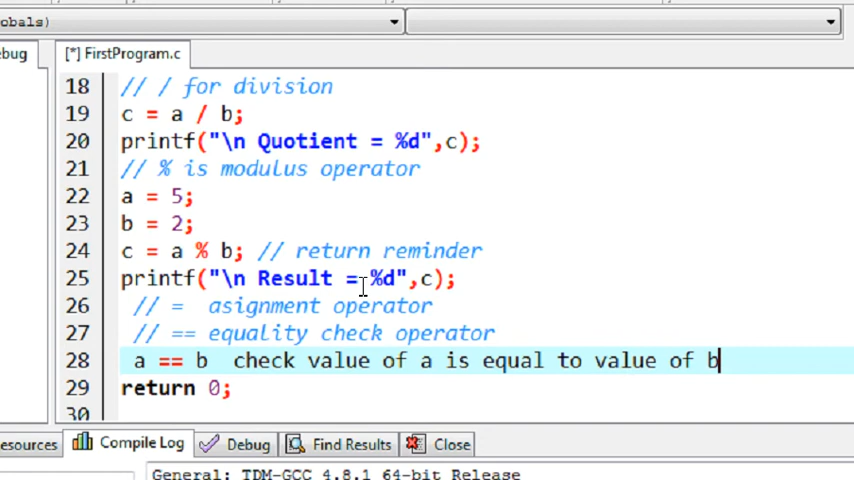 obals)
ebug
[*] FirstProgram.c
18 // / for division
19 c = a / b;
20 printf("\n Quotient = %d",c);
21 // % is modulus operator
22 a = 5;
23 b = 2;
24 c = a % b; // return reminder
25 printf("\n Result = %d",c);
26 // = asignment operator
27 // == equality check operator
28 a == b check value of a is equal to value of b
29 return 0;
30
esources Compile Log Debug Find Results Close
General: TDM-GCC 4.8.1 64-bit Release